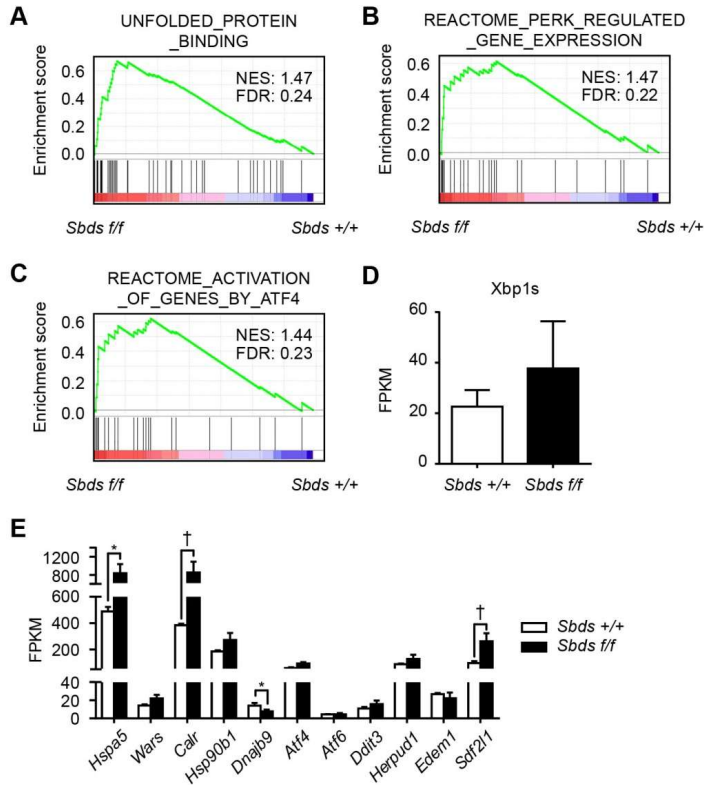 A
UNFOLDED_PROTEIN
_BINDING
Enrichment score
0.6
0.4
0.2
0.0
NES: 1.47
FDR: 0.24
Sbds f/f
Sbds +/+
B
REACTOME_PERK_REGULATED
_GENE_EXPRESSION
Enrichment score
0.6
0.4
0.2
0.0
NES: 1.47
FDR: 0.22
Sbds f/f
Sbds +/+
C
REACTOME_ACTIVATION
_OF_GENES_BY_ATF4
Enrichment score
0.6
0.4
0.2
0.0
NES: 1.44
FDR: 0.23
Sbds f/f
Sbds +/+
D
Xbp1s
FPKM
60
40
20
0
Sbds +/+
Sbds f/f
E
FPKM
1200
800
600
400
200
40
20
0
*
†
*
†
Hspa5
Wars
Calr
Hsp90b1
Dnajb9
Atf4
Atf6
Ddit3
Herpud1
Edem1
Sdf2l1
Sbds +/+
Sbds f/f